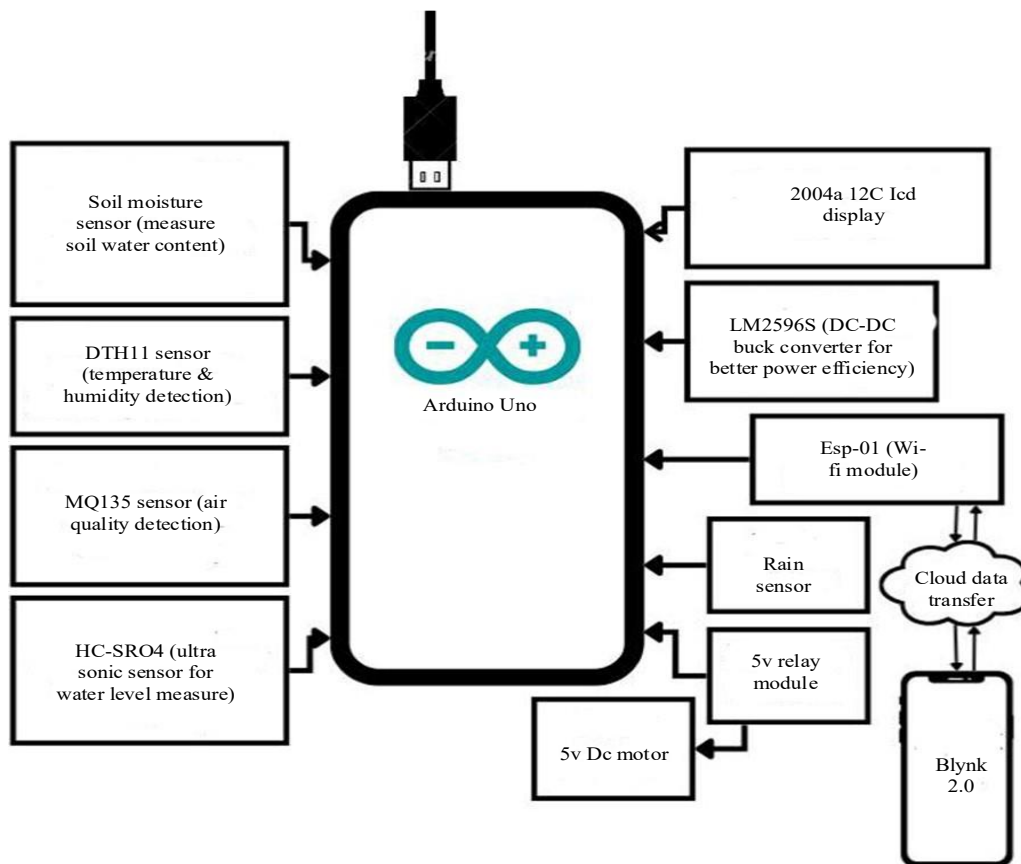 Soil moisture
sensor (measure
soil water content)
DTH11 sensor
(temperature &
humidity detection)
MQ135 sensor (air
quality detection)
HC-SRO4 (ultra
sonic sensor for
water level measure)
Arduino Uno
2004a 12C Icd
display
LM2596S (DC-DC
buck converter for
better power efficiency)
Esp-01 (Wi-
fi module)
Rain
sensor
Cloud data
transfer
5v relay
module
5v Dc motor
Blynk
2.0